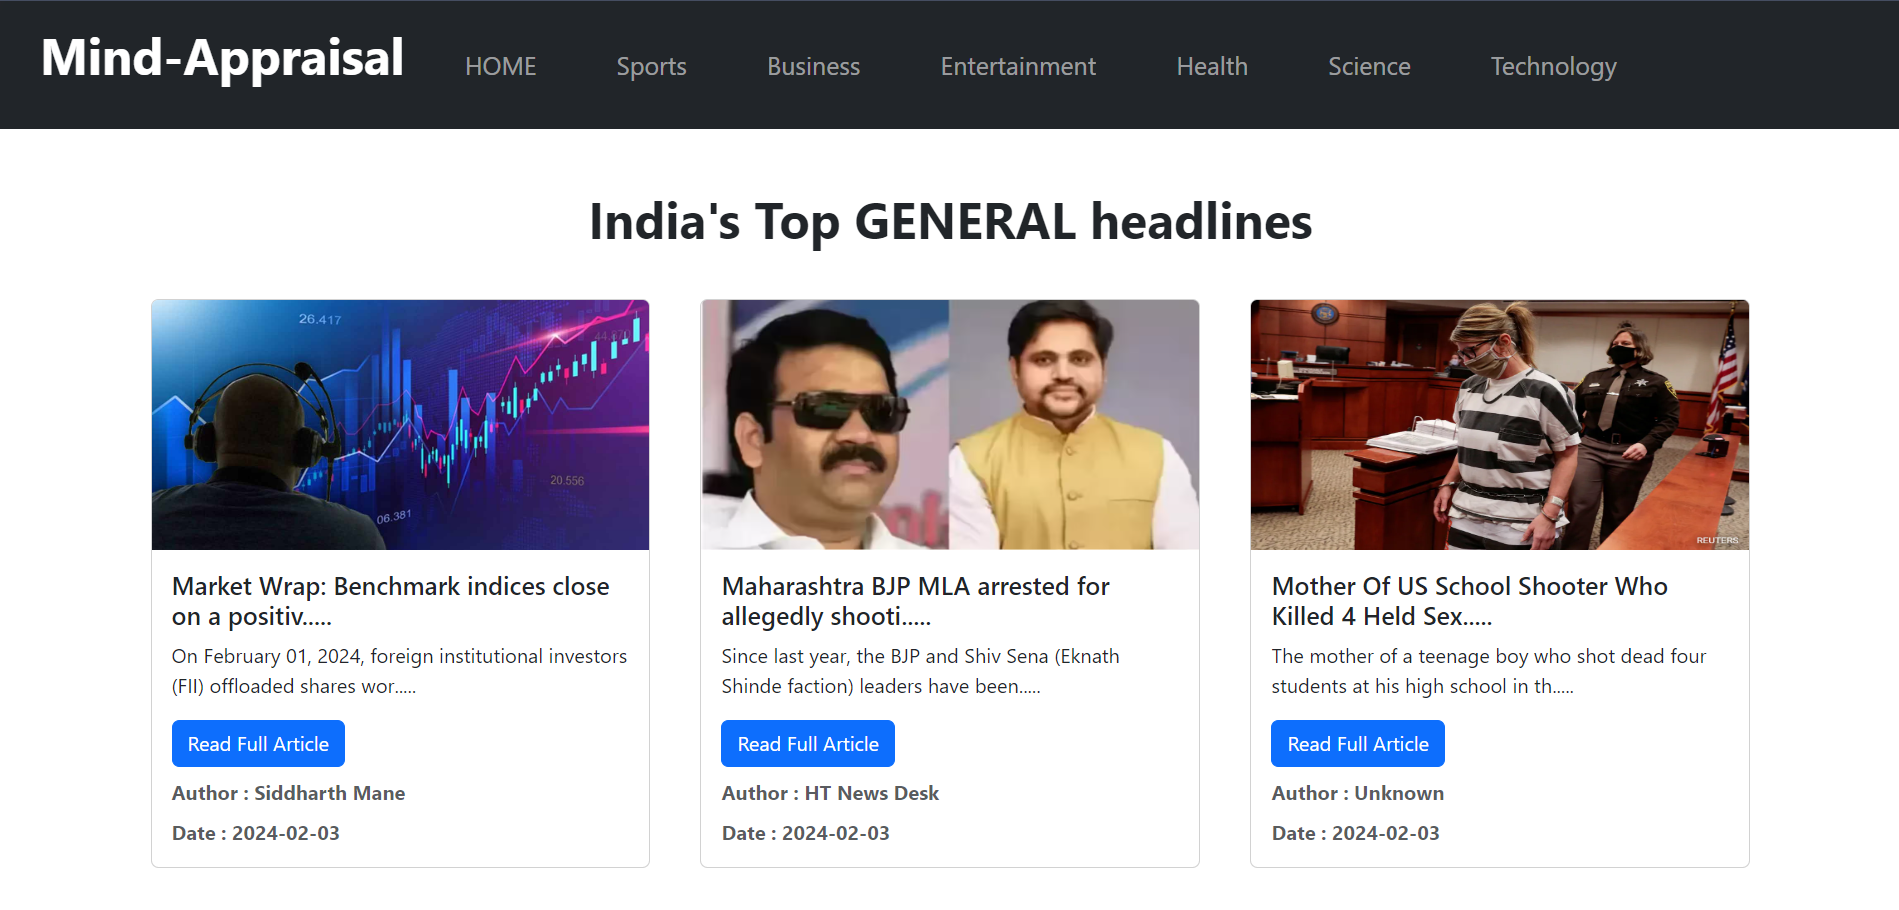 Mind-Appraisal
HOME
Sports
Business
Entertainment
Health
Science
Technology
India's Top GENERAL headlines
26.417
44.870
20.556
06.381
REUTERS
Market Wrap: Benchmark indices close
on a positiv.....
On February 01, 2024, foreign institutional investors
(FII) offloaded shares wor.....
Read Full Article
Author : Siddharth Mane
Date : 2024-02-03
Maharashtra BJP MLA arrested for
allegedly shooti.....
Since last year, the BJP and Shiv Sena (Eknath
Shinde faction) leaders have been.....
Read Full Article
Author : HT News Desk
Date : 2024-02-03
Mother Of US School Shooter Who
Killed 4 Held Sex.....
The mother of a teenage boy who shot dead four
students at his high school in th.....
Read Full Article
Author : Unknown
Date : 2024-02-03